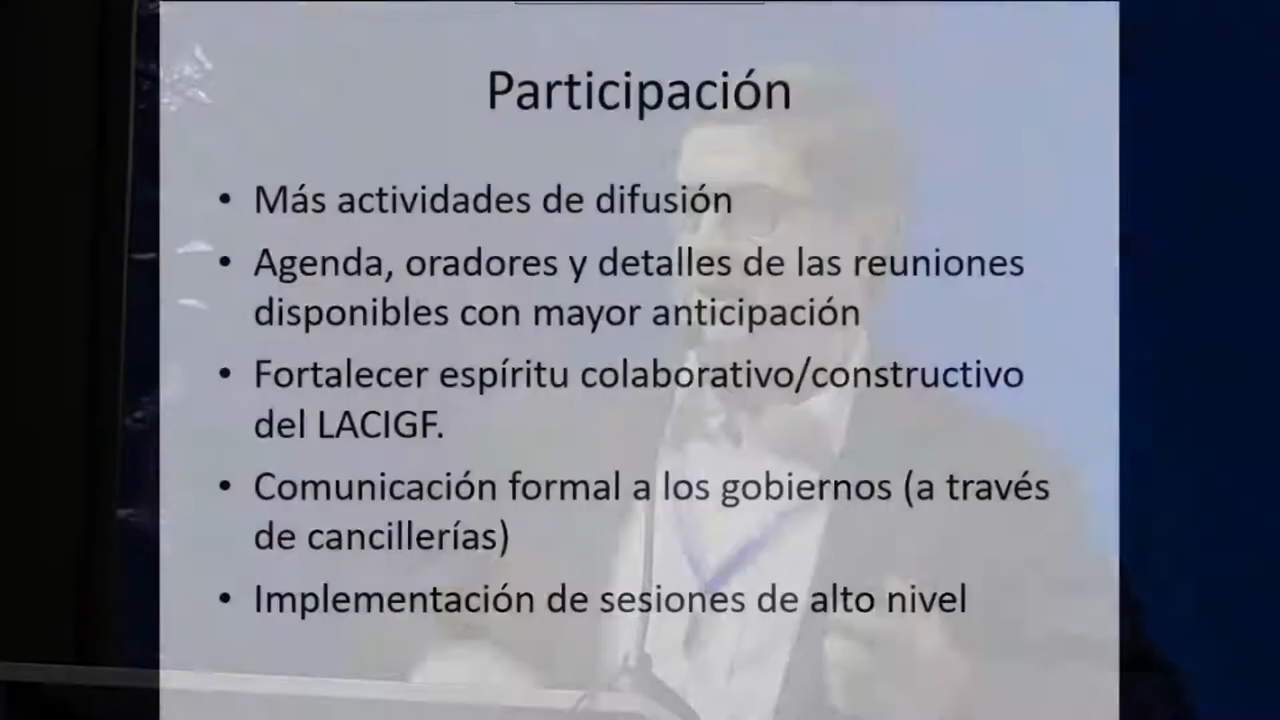 Participación
• Más actividades de difusión
• Agenda, oradores y detalles de las reuniones
disponibles con mayor anticipación
• Fortalecer espíritu colaborativo/constructivo
del LACIGF.
• Comunicación formal a los gobiernos (a través
de cancillerías)
• Implementación de sesiones de alto nivel